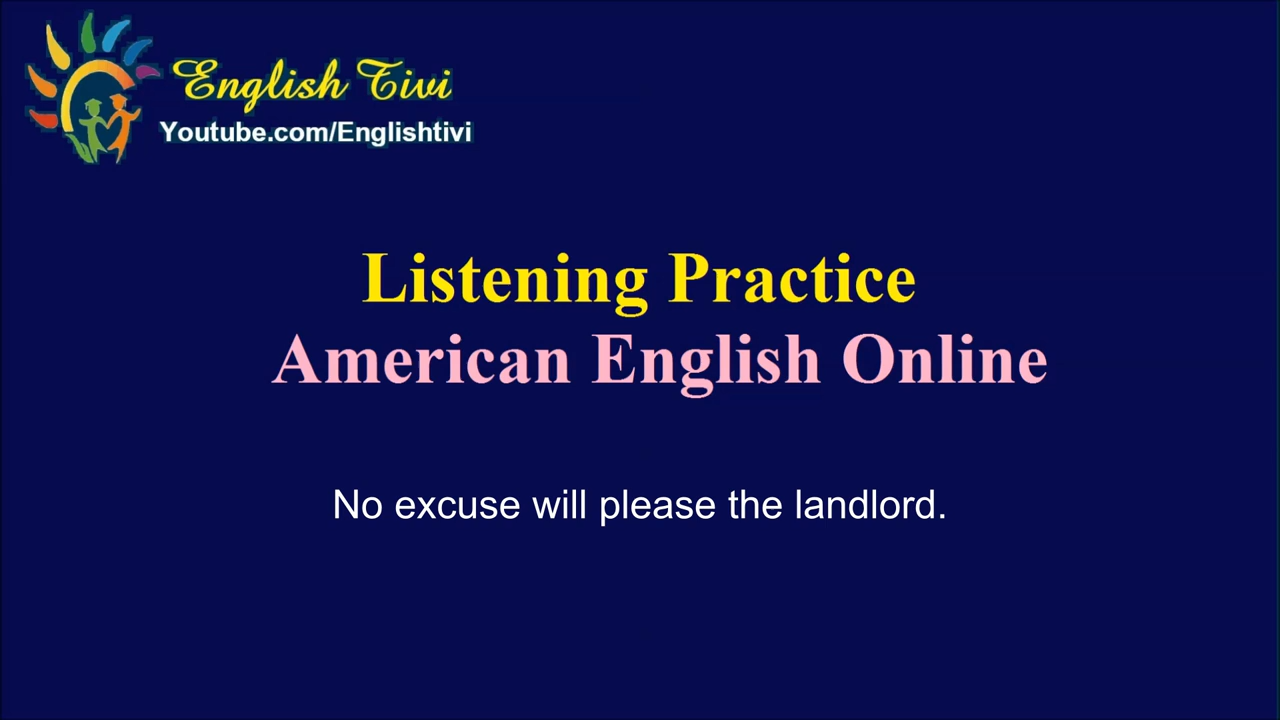 English Tivi
Youtube.com/Englishtivi
Listening Practice
American English Online
No excuse will please the landlord.